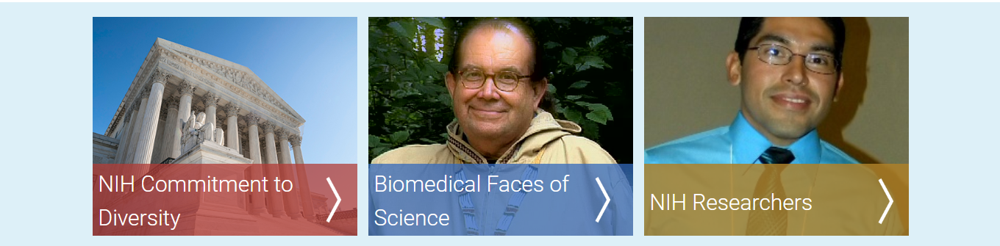 NIH Commitment to
Diversity
Biomedical Faces of
Science
NIH Researchers